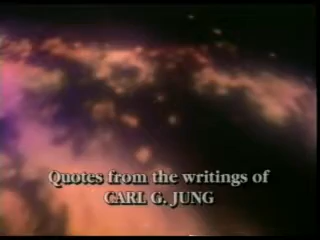 Quotes from the writings of
CARL G. JUNG